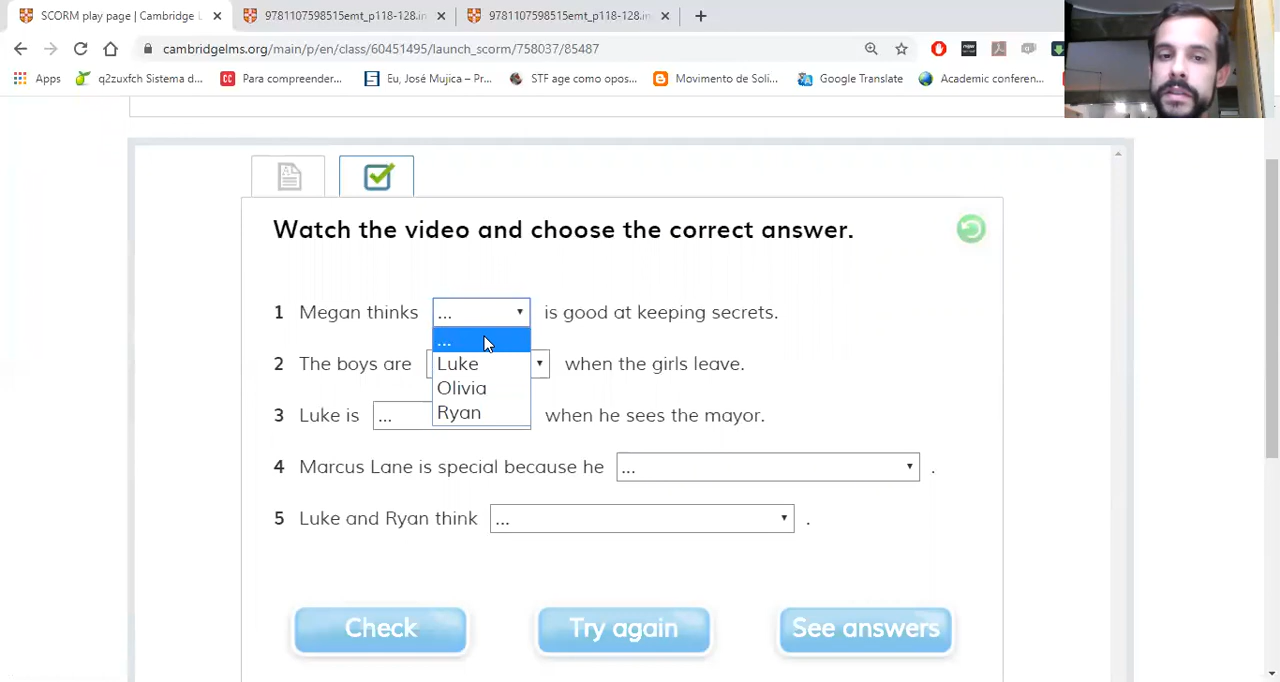 SCORM play page | Cambridge i.
9781107598515emt_p118-128.in
9781107598515emt_p118-128.in
cambridgelms.org/main/p/en/class/60451495/launch_scorm/758037/85487
Apps
q2zuxfch Sistema d...
Para compreender...
Eu, José Mujica – Pr...
STF age como opos...
Movimento de Soli...
Google Translate
Academic conferen...
Watch the video and choose the correct answer.
1 Megan thinks ... is good at keeping secrets.
...
Luke
Olivia
Ryan
2 The boys are when the girls leave.
3 Luke is ... when he sees the mayor.
4 Marcus Lane is special because he ... .
5 Luke and Ryan think ... .
Check
Try again
See answers